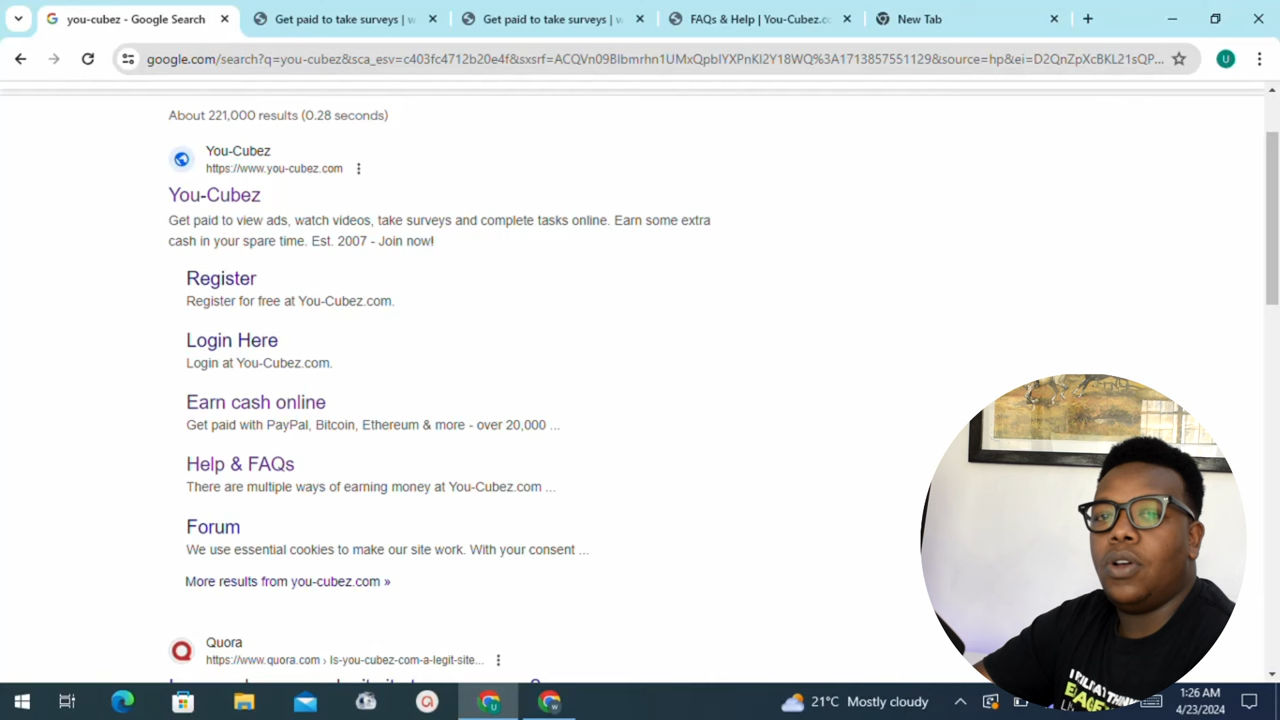 you-cubez - Google Search
Get paid to take surveys | w
Get paid to take surveys | w
FAQs & Help | You-Cubez.co
New Tab
google.com/search?q=you-cubez&sca_esv=c403fc4712b20e4f&sxsrf=ACQVn09BIbmrhn1UMxQpbIYXPnKI2Y18WQ%3A1713857551129&source=hp&ei=D2QnZpXcBKL21sQP...
U
About 221,000 results (0.28 seconds)
You-Cubez
https://www.you-cubez.com
You-Cubez
Get paid to view ads, watch videos, take surveys and complete tasks online. Earn some extra
cash in your spare time. Est. 2007 - Join now!
Register
Register for free at You-Cubez.com.
Login Here
Login at You-Cubez.com.
Earn cash online
Get paid with PayPal, Bitcoin, Ethereum & more - over 20,000 ...
Help & FAQs
There are multiple ways of earning money at You-Cubez.com ...
Forum
We use essential cookies to make our site work. With your consent ...
More results from you-cubez.com »
Quora
https://www.quora.com › Is-you-cubez-com-a-legit-site...
21°C Mostly cloudy
1:26 AM
4/23/2024